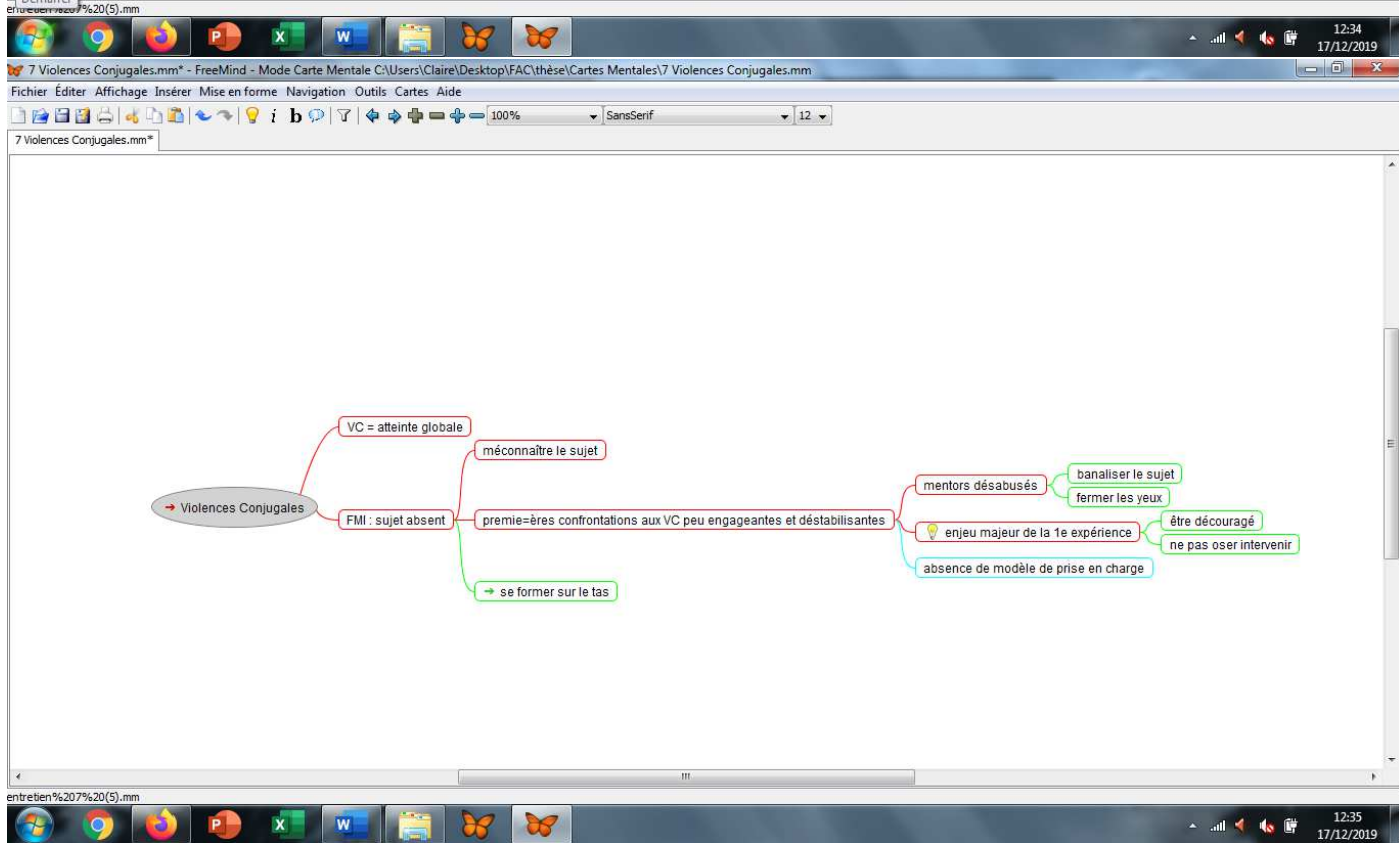 Démarrer
entretien%207%20(5).mm
12:34
17/12/2019
7 Violences Conjugales.mm* - FreeMind - Mode Carte Mentale C:\Users\Claire\Desktop\FAC\thèse\Cartes Mentales\7 Violences Conjugales.mm
Fichier Éditer Affichage Insérer Mise en forme Navigation Outils Cartes Aide
i b 100% SansSerif 12
7 Violences Conjugales.mm*
VC = atteinte globale
méconnaître le sujet
banaliser le sujet
mentors désabusés
fermer les yeux
Violences Conjugales
FMI : sujet absent
premie=ères confrontations aux VC peu engageantes et déstabilisantes
être découragé
enjeu majeur de la 1e expérience
ne pas oser intervenir
absence de modèle de prise en charge
se former sur le tas
entretien%207%20(5).mm
12:35
17/12/2019